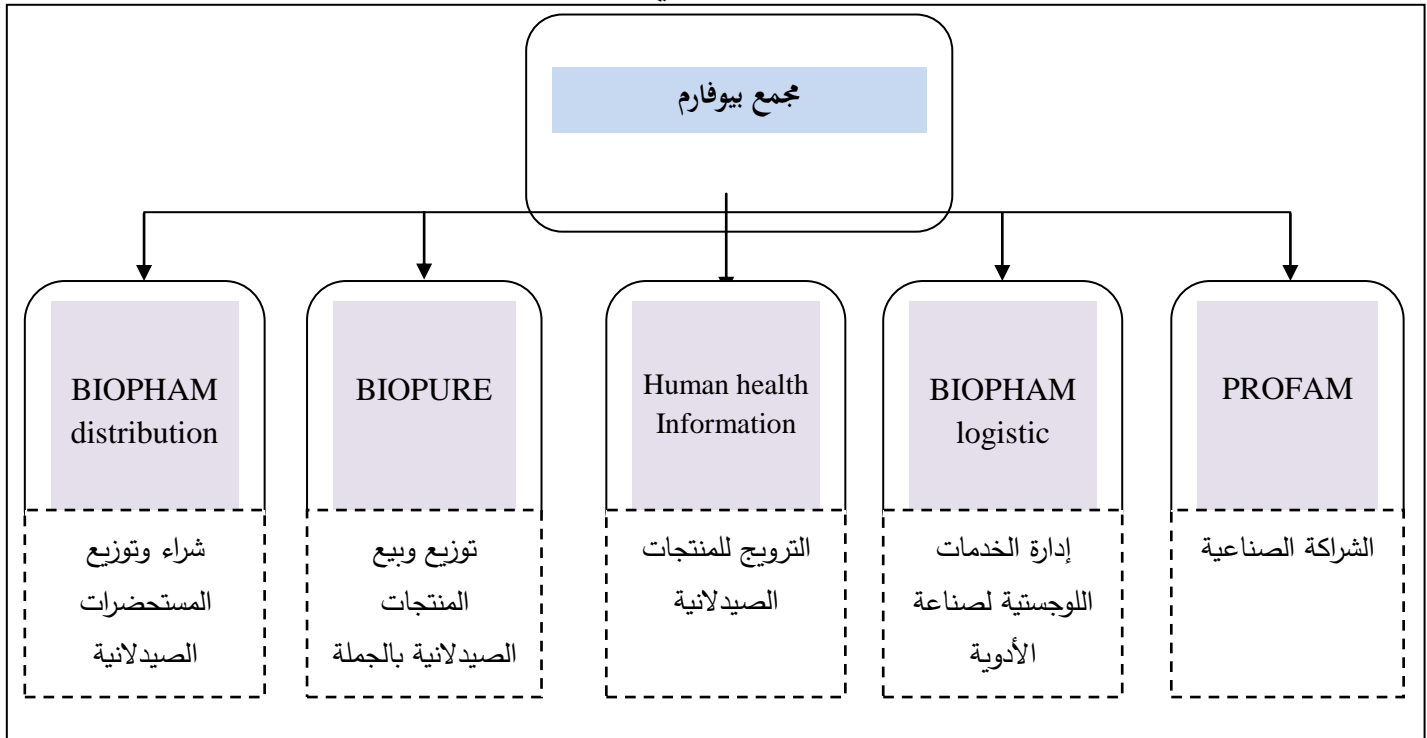 مجمع بيوفارم
BIOPHAM
distribution
BIOPURE
Human health
Information
BIOPHAM
logistic
PROFAM
شراء وتوزيع
المستحضرات
الصيدلانية
توزيع وبيع
المنتجات
الصيدلانية بالجملة
الترويج للمنتجات
الصيدلانية
إدارة الخدمات
اللوجستية لصناعة
الأدوية
الشراكة الصناعية